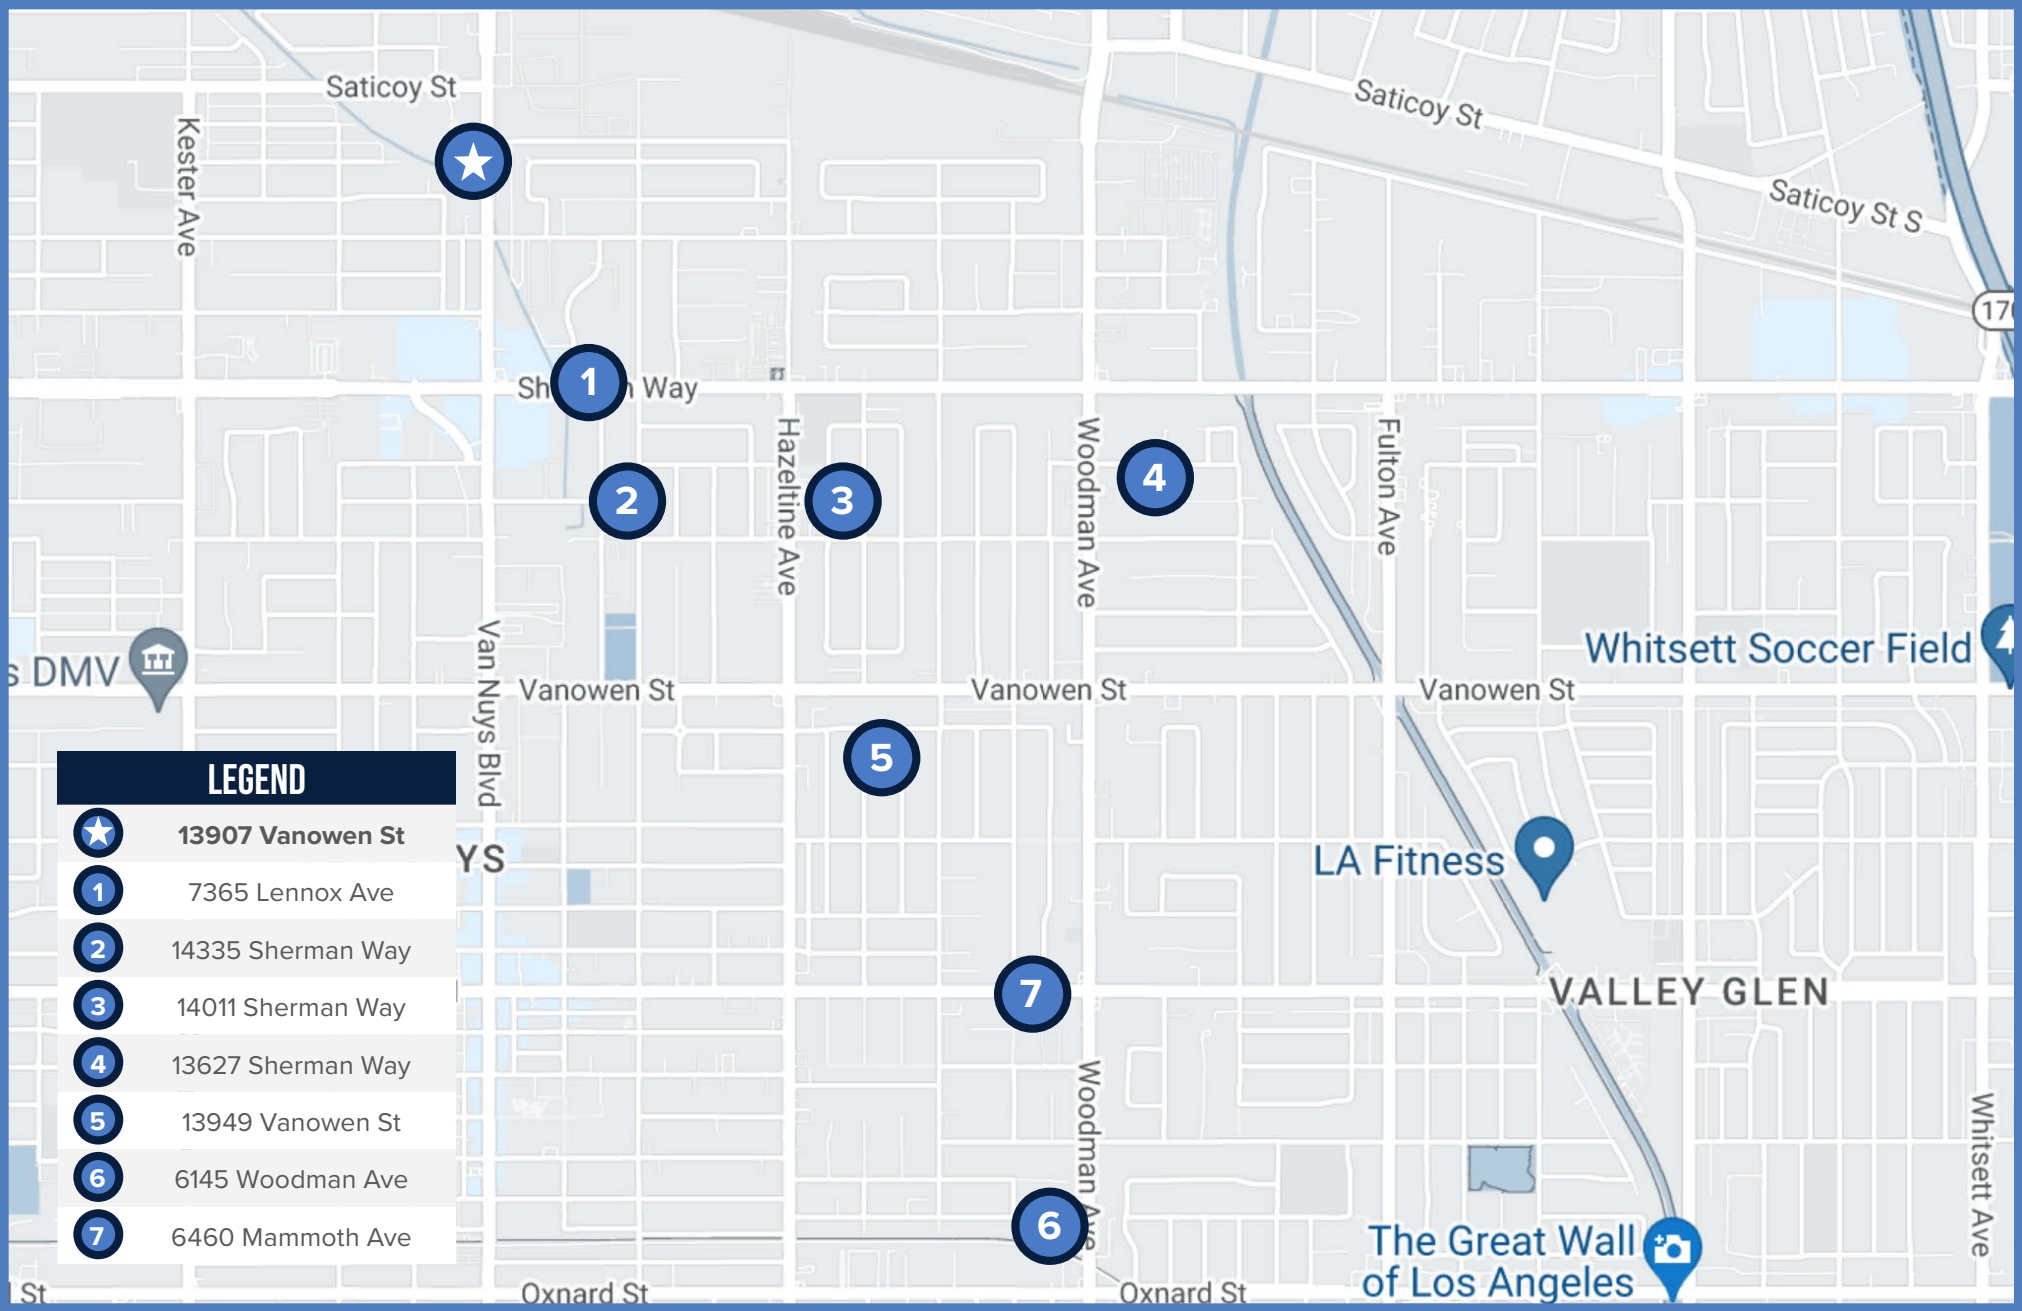 Saticoy St
Saticoy St
Saticoy St S
Kester Ave
170
1
Sh n Way
2
Hazeltine Ave
3
Woodman Ave
4
Fulton Ave
s DMV
Whitsett Soccer Field
Van Nuys Blvd
Vanowen St
Vanowen St
Vanowen St
5
LEGEND
13907 Vanowen St
1 7365 Lennox Ave
2 14335 Sherman Way
3 14011 Sherman Way
4 13627 Sherman Way
5 13949 Vanowen St
6 6145 Woodman Ave
7 6460 Mammoth Ave
YS
LA Fitness
7
VALLEY GLEN
Woodman Ave
6
Whitsett Ave
The Great Wall
of Los Angeles
St
Oxnard St
Oxnard St